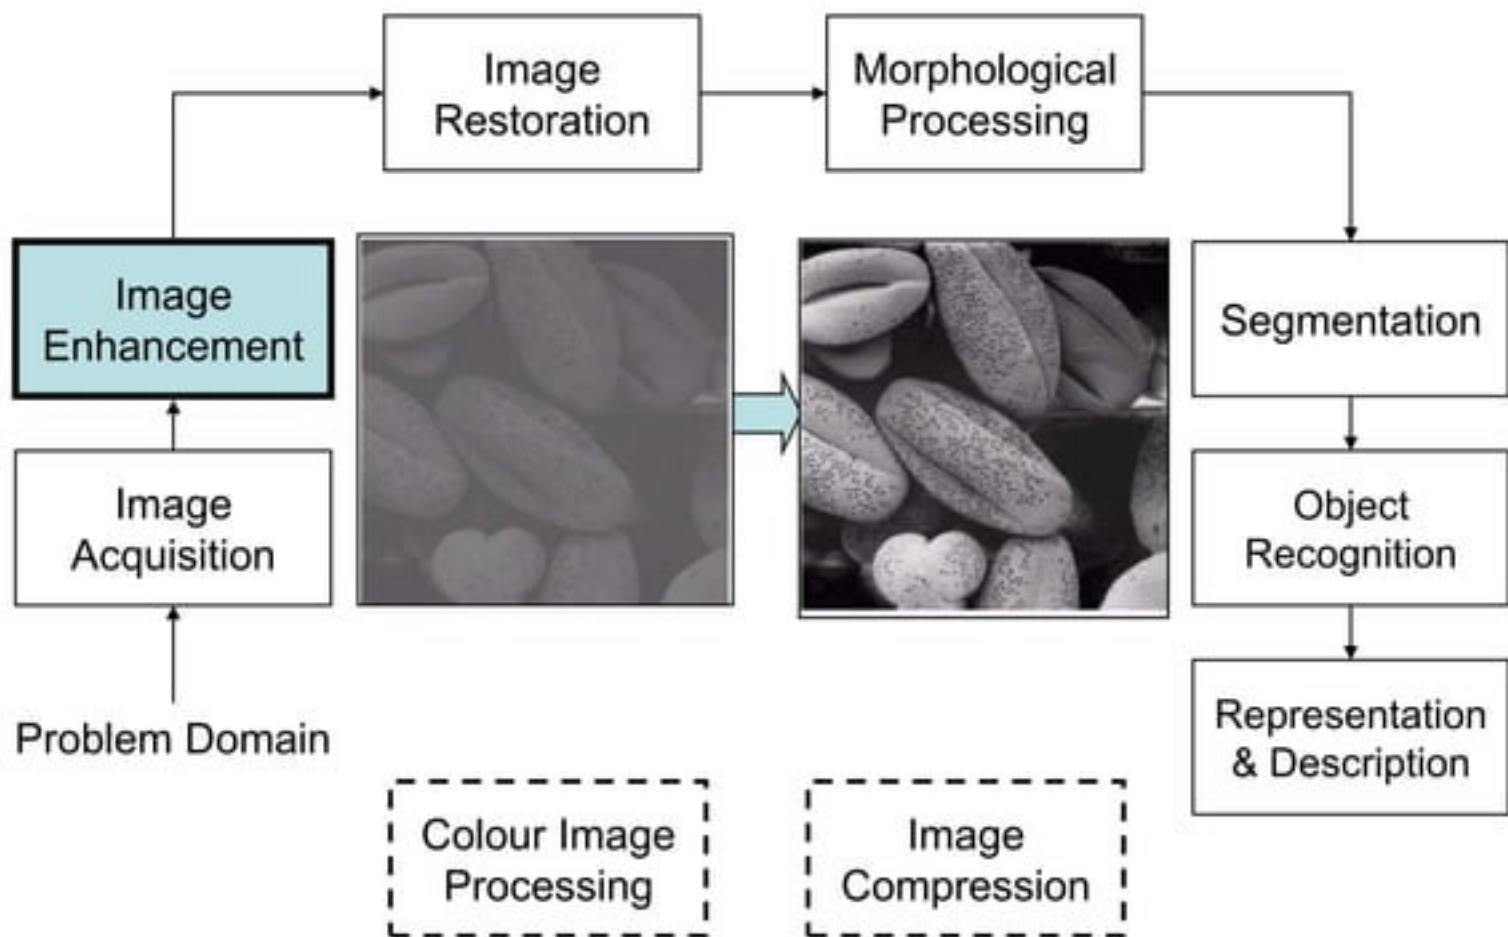 Image
Restoration
Morphological
Processing
Image
Enhancement
Segmentation
Image
Acquisition
Object
Recognition
Problem Domain
Representation
& Description
Colour Image
Processing
Image
Compression